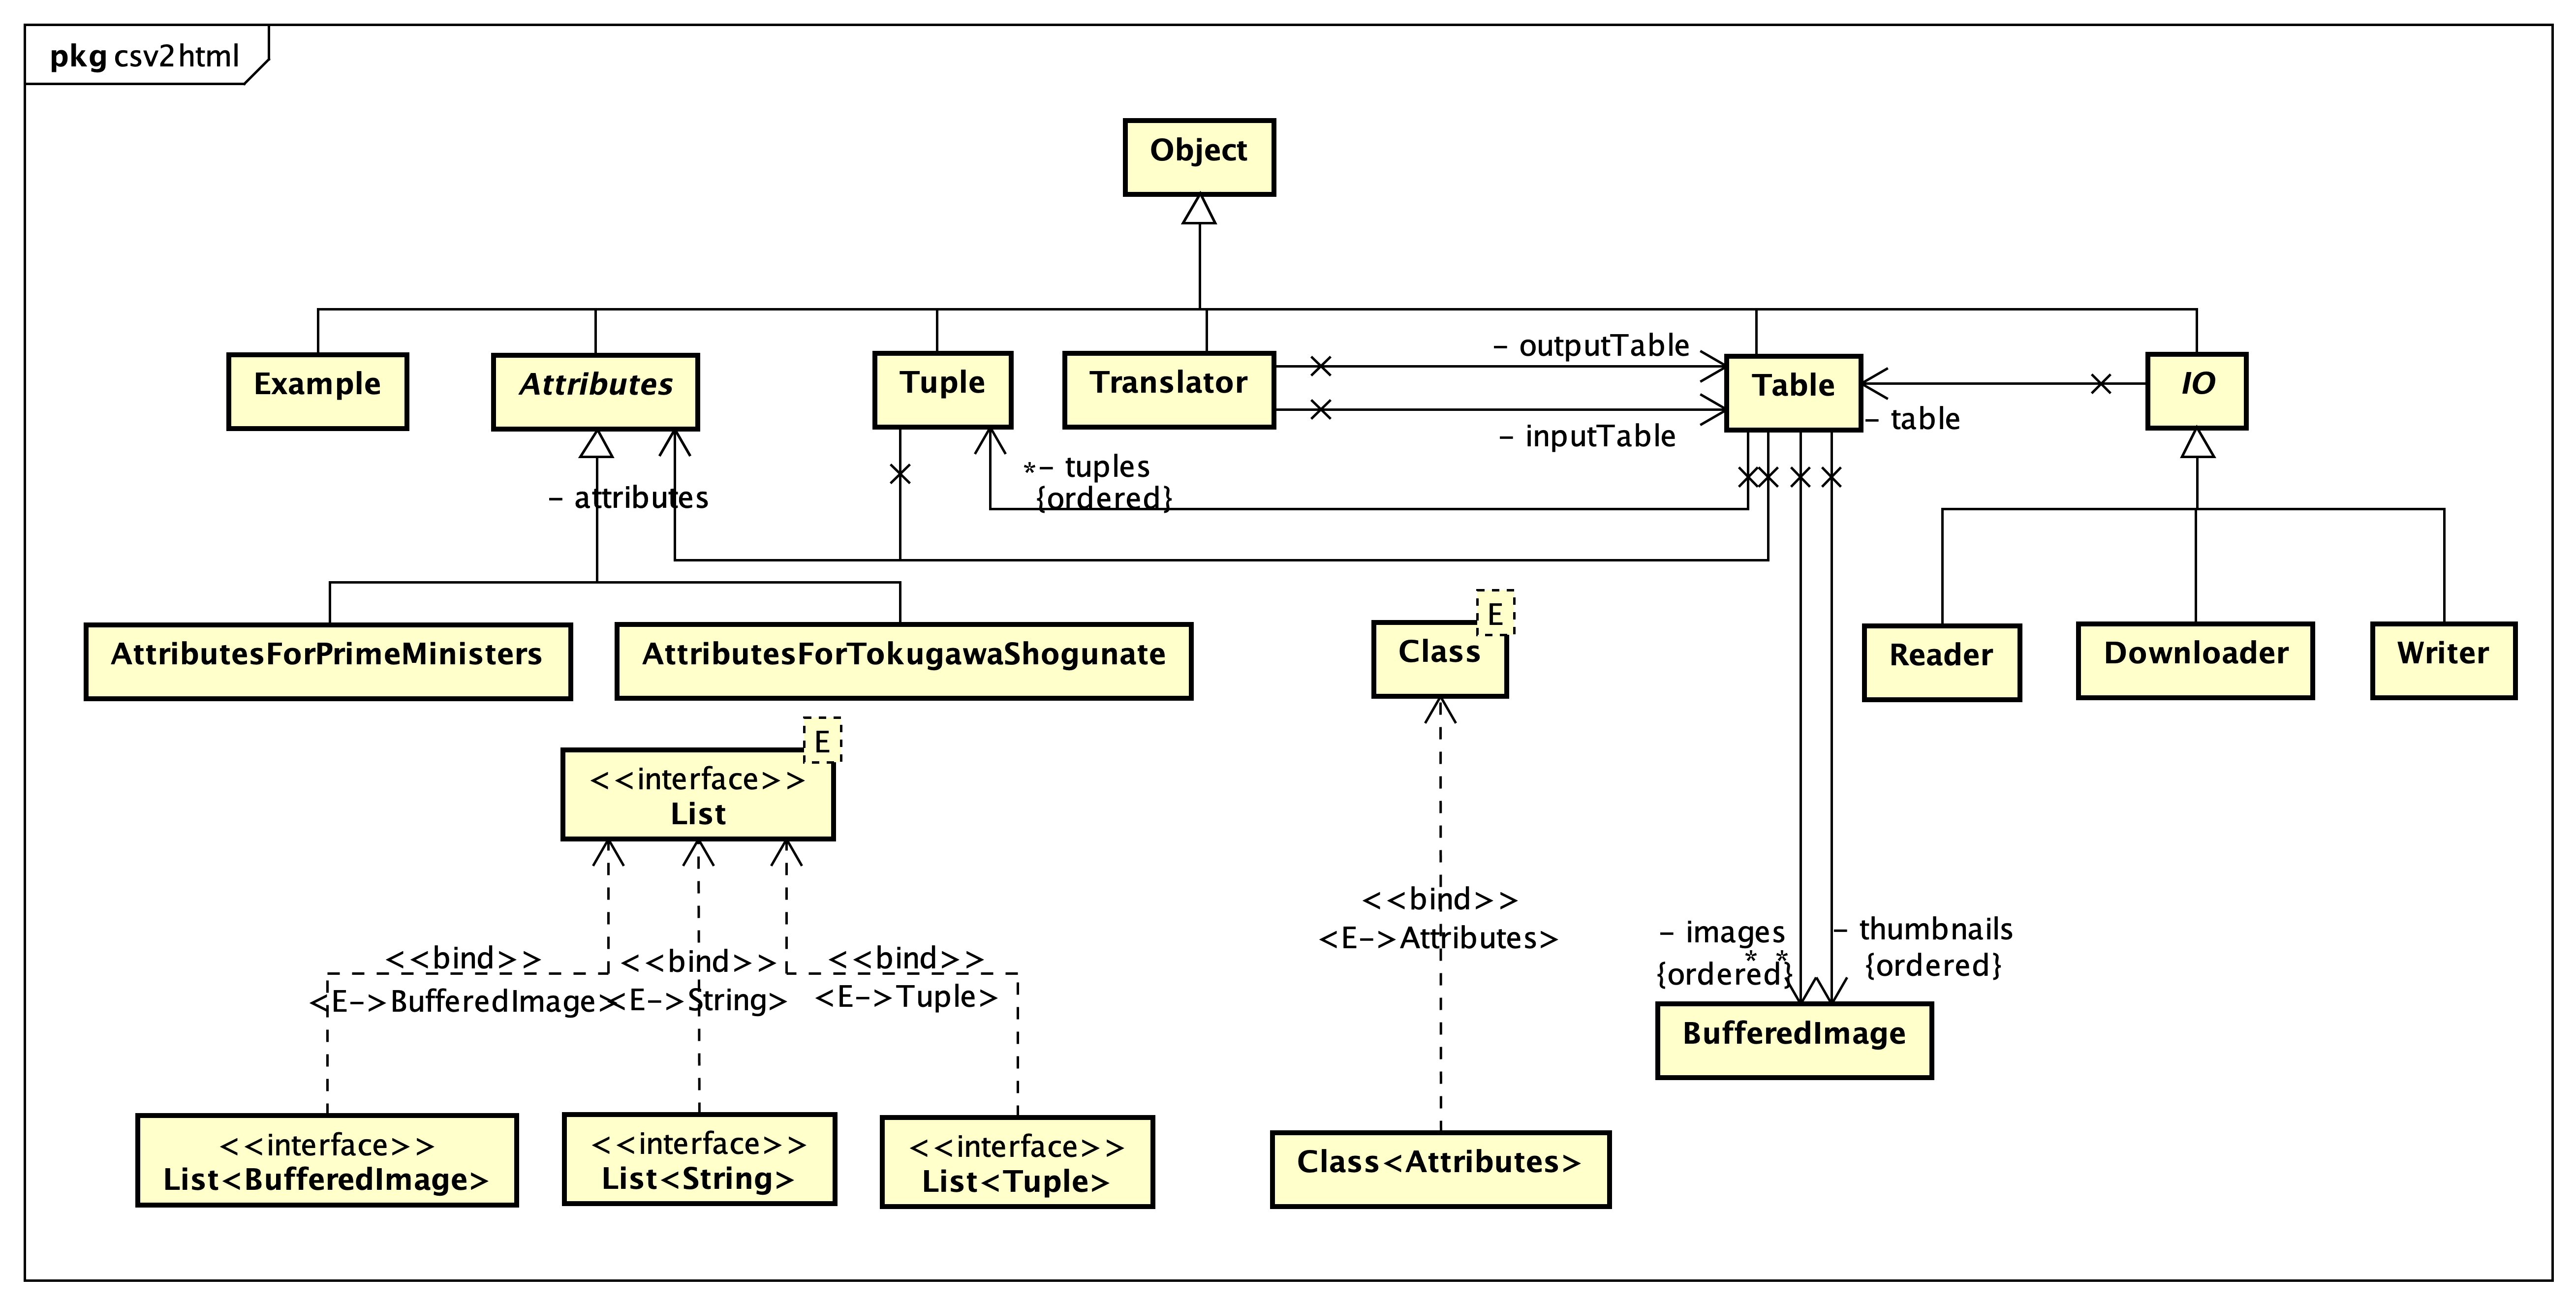 pkg csv2html
Object
Example
Attributes
Tuple
Translator
- outputTable
- inputTable
Table
- table
IO
- attributes
*- tuples
{ordered}
AttributesForPrimeMinisters
AttributesForTokugawaShogunate
E
Class
Reader
Downloader
Writer
E
<<interface>>
List
<<bind>>
<E->BufferedImage>
<<bind>>
<E->String>
<<bind>>
<E->Tuple>
<<bind>>
<E->Attributes>
- images
* *
{ordered}
- thumbnails
{ordered}
BufferedImage
<<interface>>
List<BufferedImage>
<<interface>>
List<String>
<<interface>>
List<Tuple>
Class<Attributes>